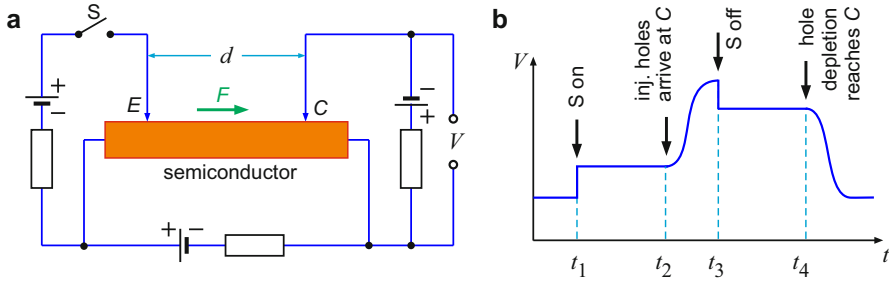 a
S
d
+
−
−
+
F
E
C
V
semiconductor
+ −
b
V
S on
inj. holes
arrive at C
S off
hole
depletion
reaches C
t1 t2 t3 t4 t